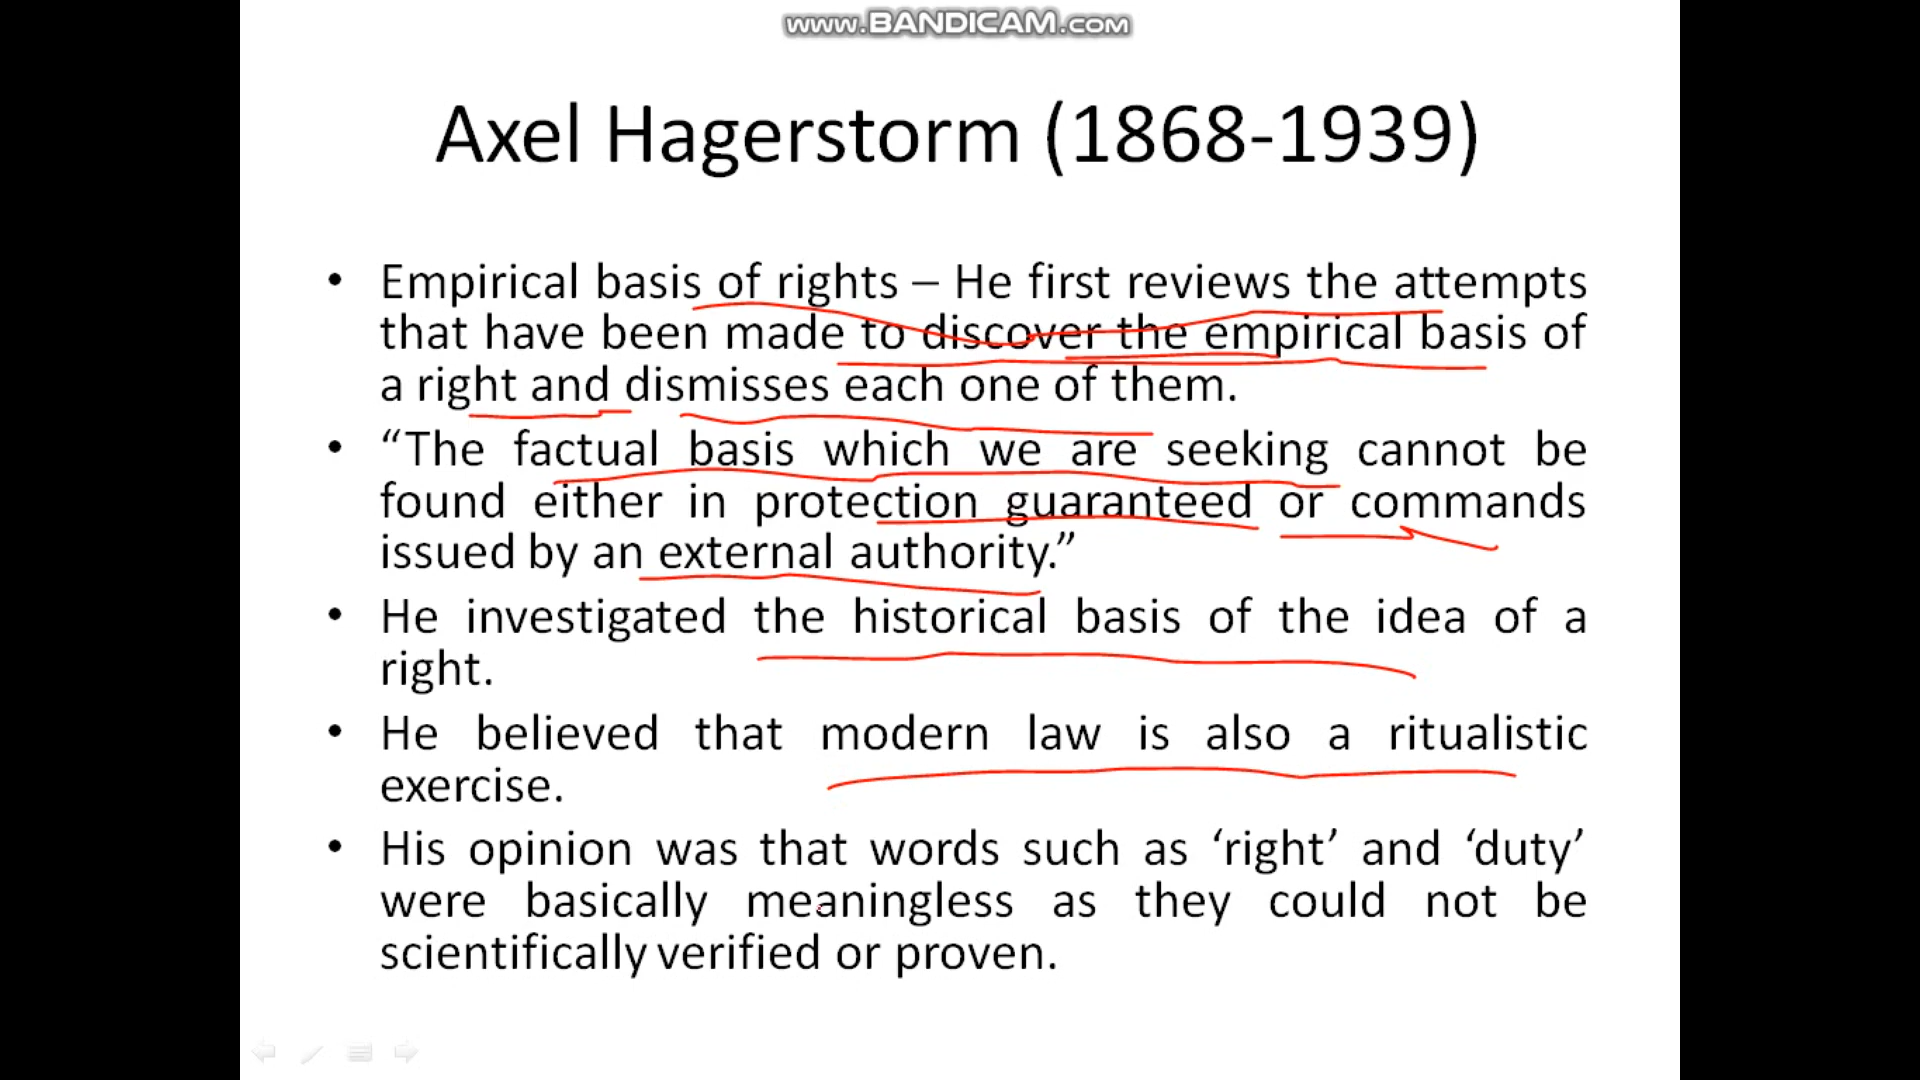 www.BANDICAM.com
Axel Hagerstorm (1868-1939)
• Empirical basis of rights – He first reviews the attempts
that have been made to discover the empirical basis of
a right and dismisses each one of them.
• “The factual basis which we are seeking cannot be
found either in protection guaranteed or commands
issued by an external authority.”
• He investigated the historical basis of the idea of a
right.
• He believed that modern law is also a ritualistic
exercise.
• His opinion was that words such as ‘right’ and ‘duty’
were basically meaningless as they could not be
scientifically verified or proven.